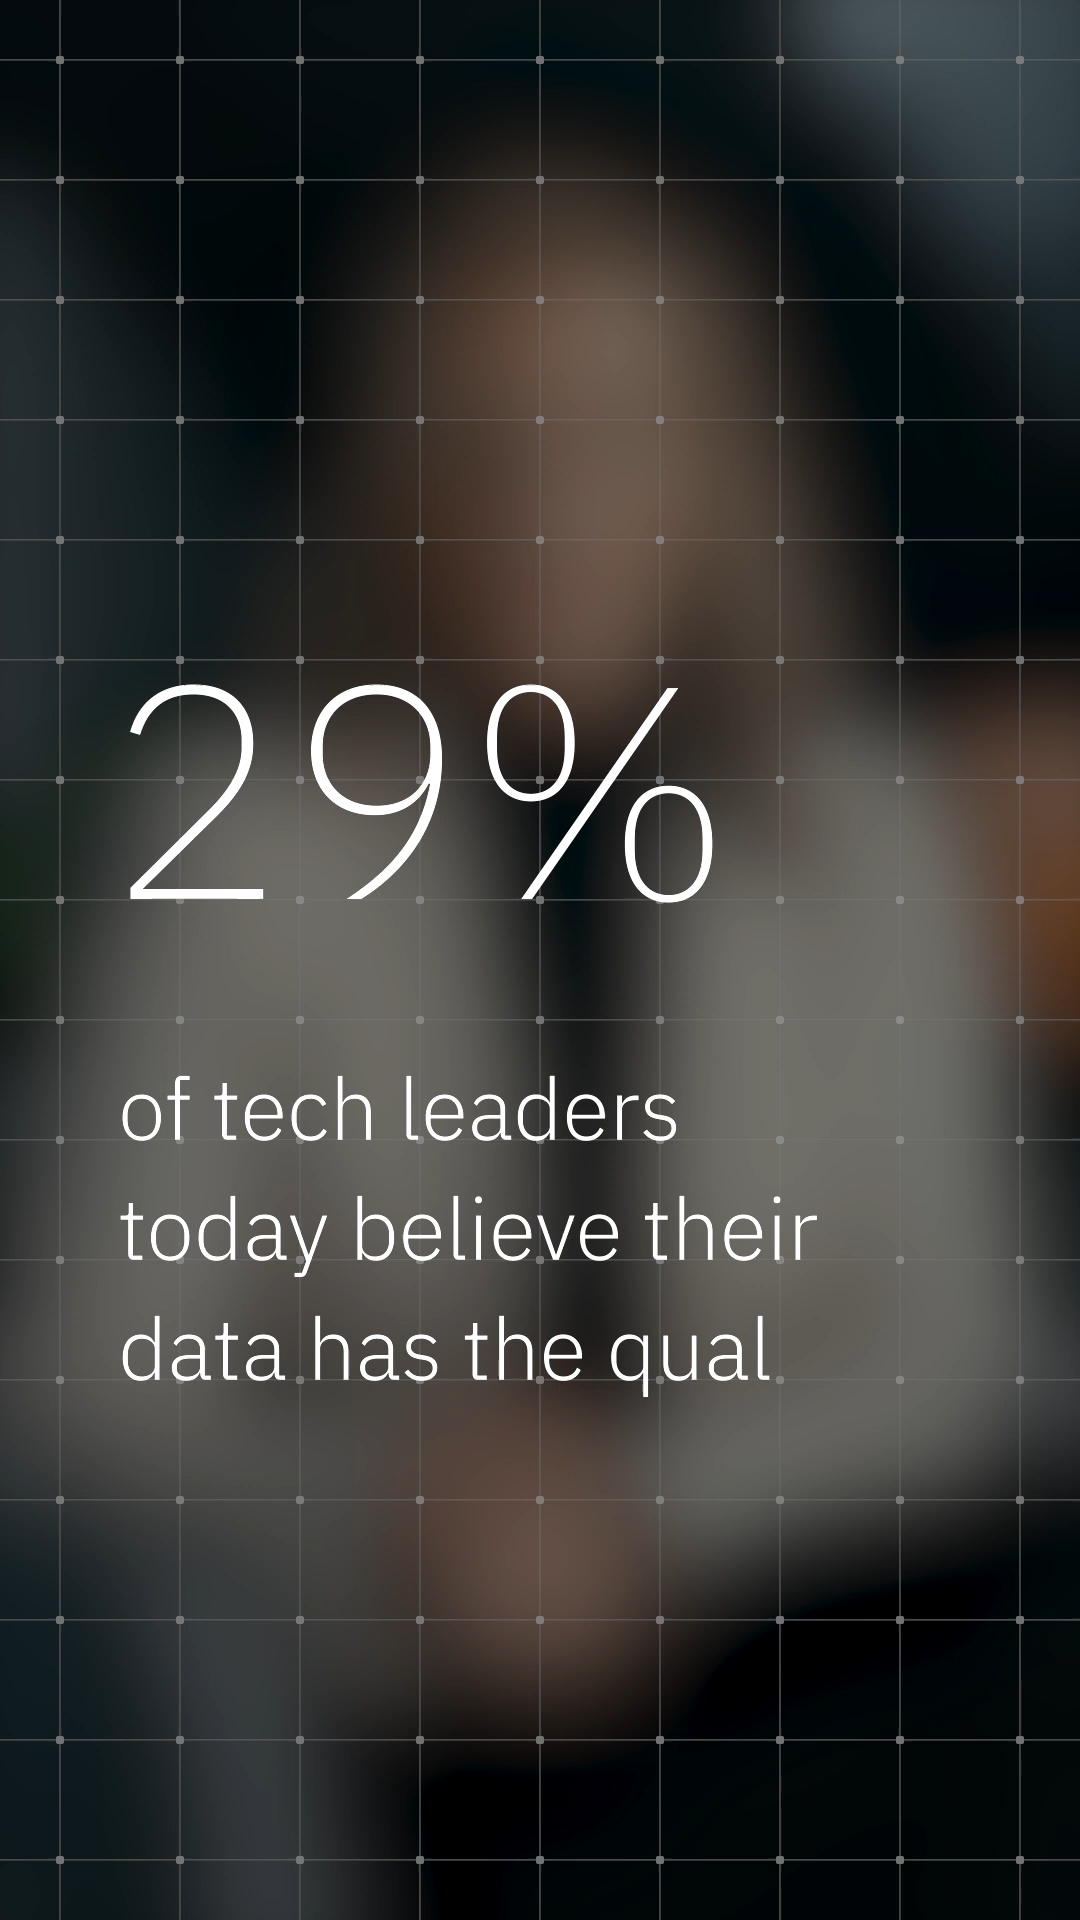 29%
of tech leaders
today believe their
data has the qual